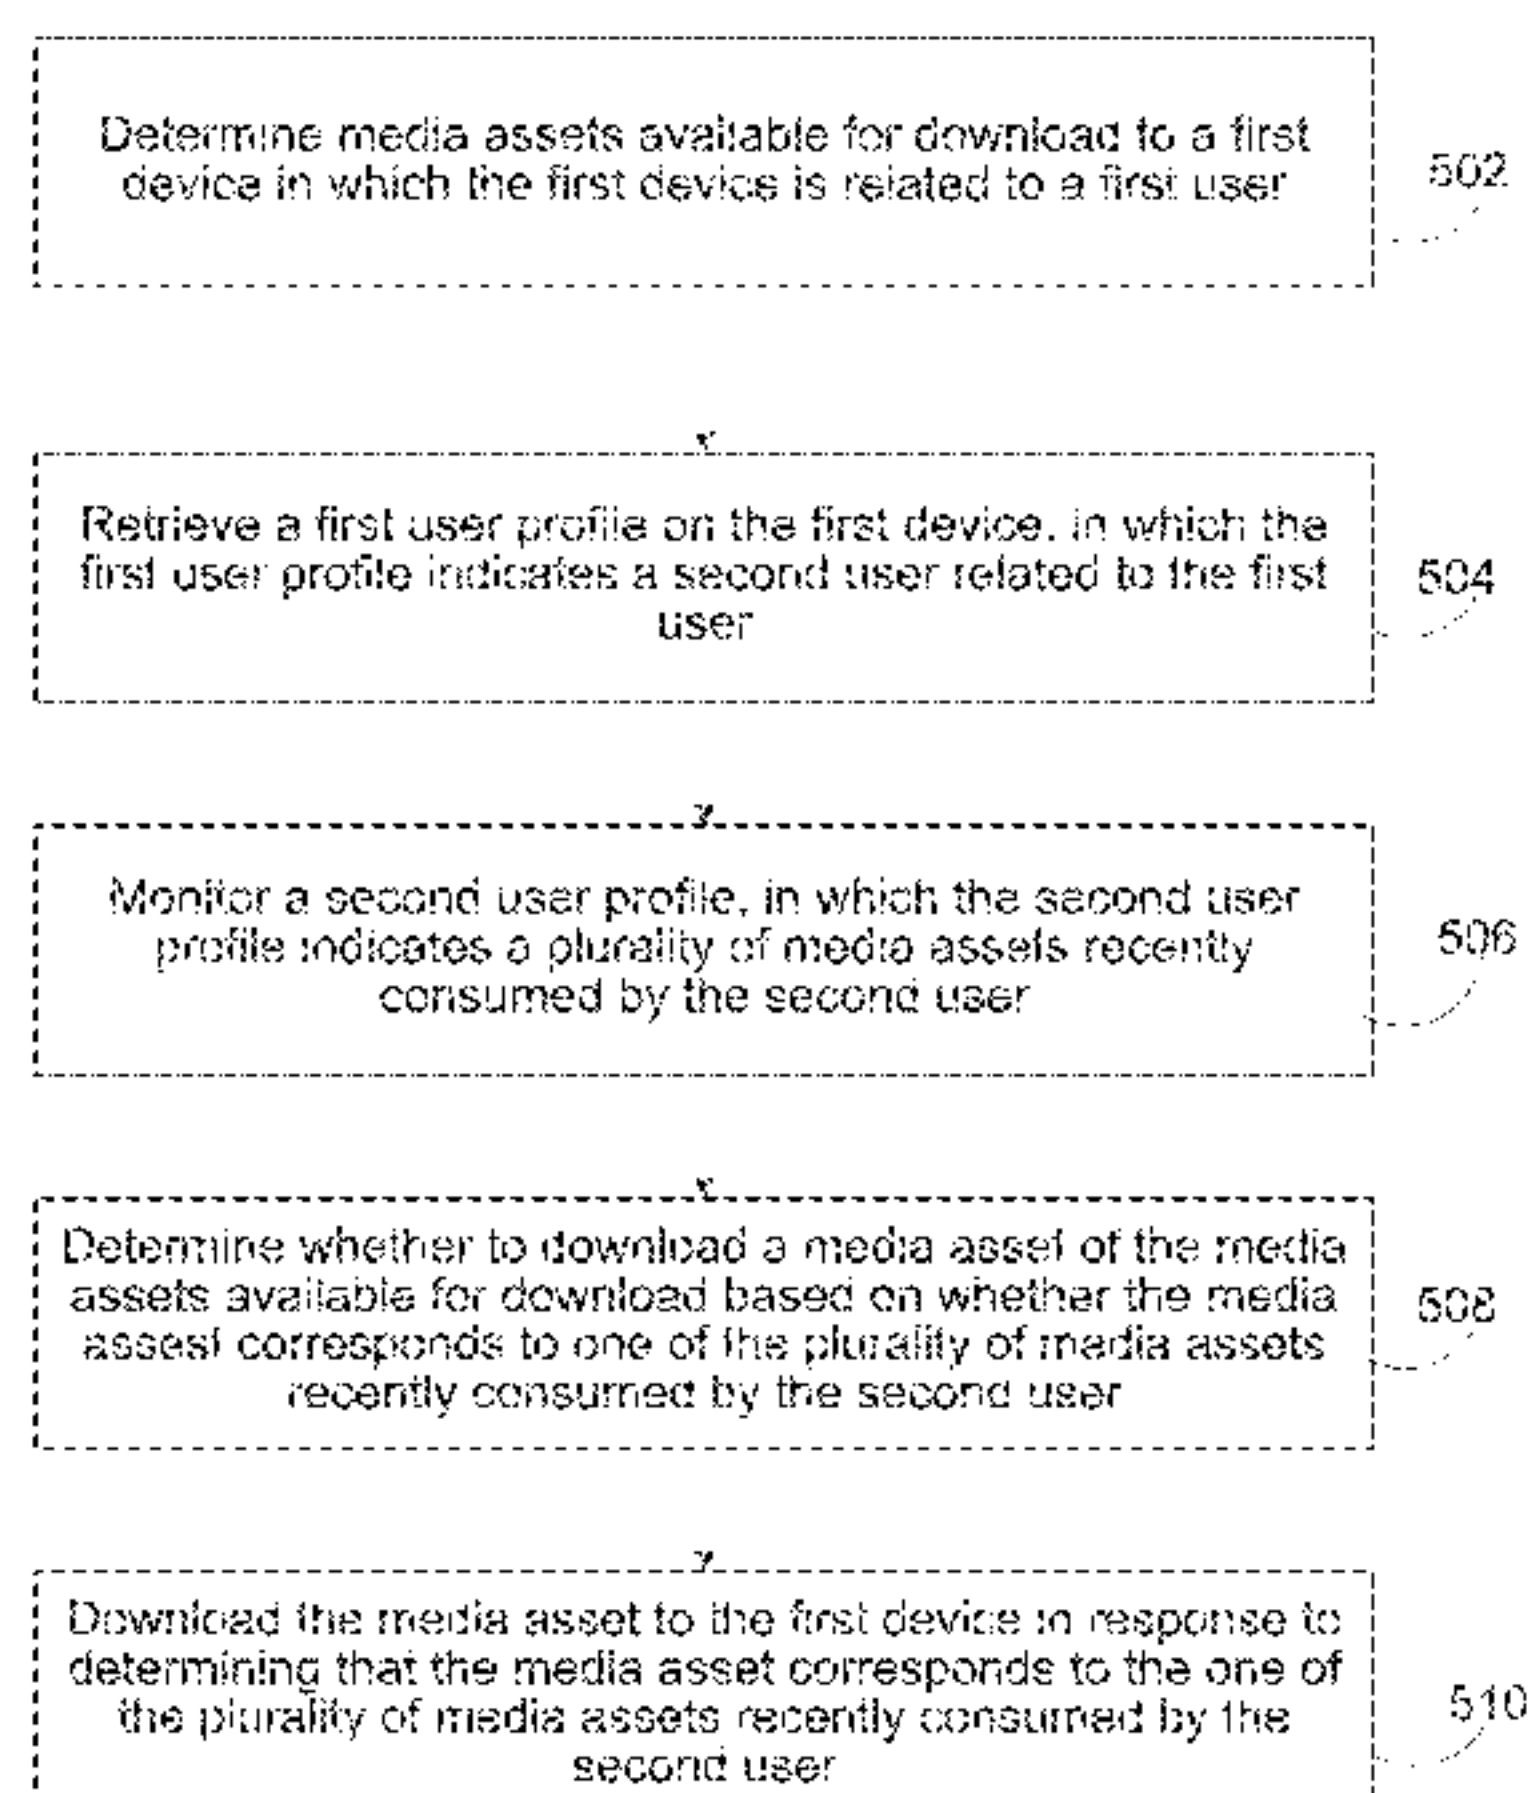 Determine media assets available for download to a first
device in which the first device is related to a first user
502
Retrieve a first user profile on the first device, in which the
first user profile indicates a second user related to the first
user
504
Monitor a second user profile, in which the second user
profile indicates a plurality of media assets recently
consumed by the second user
506
Determine whether to download a media asset of the media
assets available for download based on whether the media
assest corresponds to one of the plurality of media assets
recently consumed by the second user
508
Download the media asset to the first device in response to
determining that the media asset corresponds to the one of
the plurality of media assets recently consumed by the
second user
510